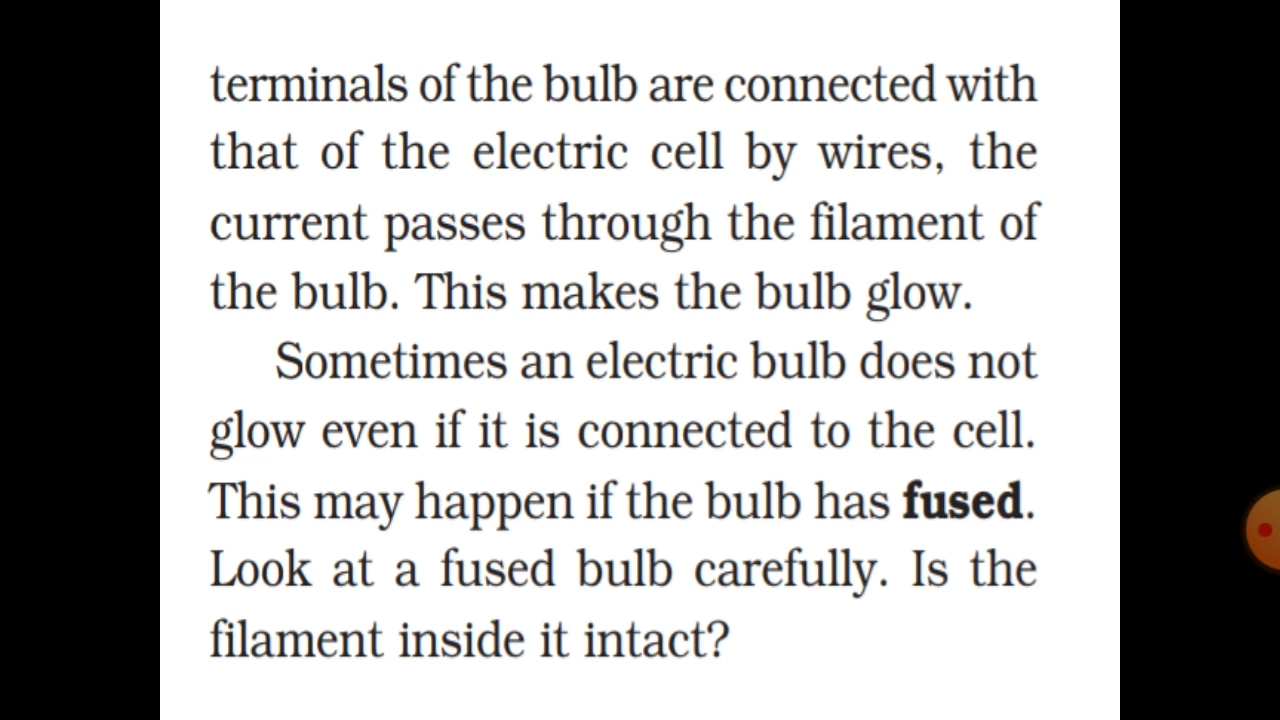 terminals of the bulb are connected with
that of the electric cell by wires, the
current passes through the filament of
the bulb. This makes the bulb glow.
Sometimes an electric bulb does not
glow even if it is connected to the cell.
This may happen if the bulb has fused.
Look at a fused bulb carefully. Is the
filament inside it intact?